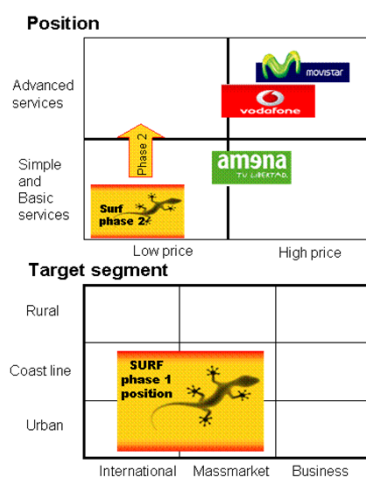 Position
Advanced
services
movistar
vodofone
Phase 2
Simple
and
Basic
services
amena
TU LIBERTAD.
Surf
phase 2
Low price
High price
Target segment
Rural
Coast line
Urban
SURF
phase 1
position
International
Massmarket
Business